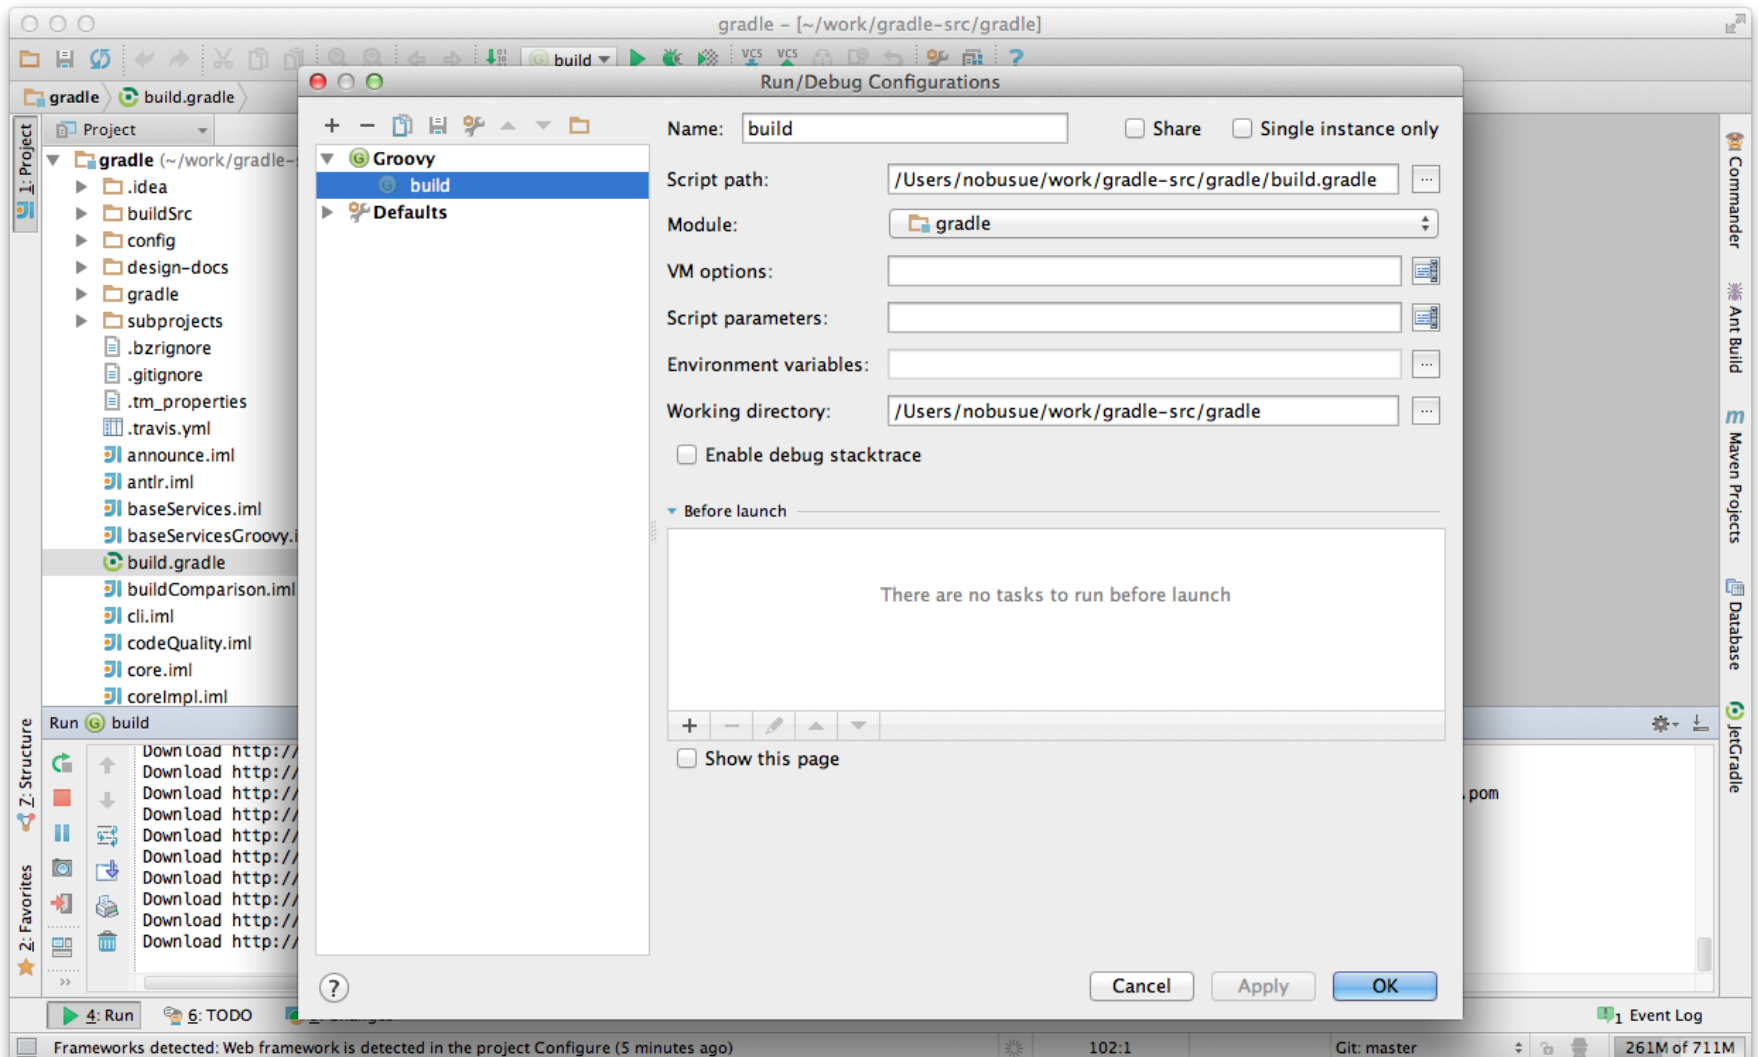 gradle – [~/work/gradle-src/gradle]
build
VCS VCS
gradle build.gradle
Run/Debug Configurations
1: Project
Project
gradle (~/work/gradle-s
.idea
buildSrc
config
design-docs
gradle
subprojects
.bzrignore
.gitignore
.tm_properties
.travis.yml
announce.iml
antlr.iml
baseServices.iml
baseServicesGroovy.i
build.gradle
buildComparison.iml
cli.iml
codeQuality.iml
core.iml
coreImpl.iml
Groovy
build
Defaults
Name: build
Share
Single instance only
Script path: /Users/nobusue/work/gradle-src/gradle/build.gradle
Module: gradle
VM options:
Script parameters:
Environment variables:
Working directory: /Users/nobusue/work/gradle-src/gradle
Enable debug stacktrace
Before launch
There are no tasks to run before launch
Show this page
Cancel
Apply
OK
Commander
Ant Build
Maven Projects
Database
JetGradle
7: Structure
2: Favorites
Run build
Download http://
Download http://
Download http://
.pom
Download http://
Download http://
Download http://
Download http://
Download http://
Download http://
Download http://
4: Run
6: TODO
1 Event Log
Frameworks detected: Web framework is detected in the project Configure (5 minutes ago)
102:1
Git: master
261M of 711M